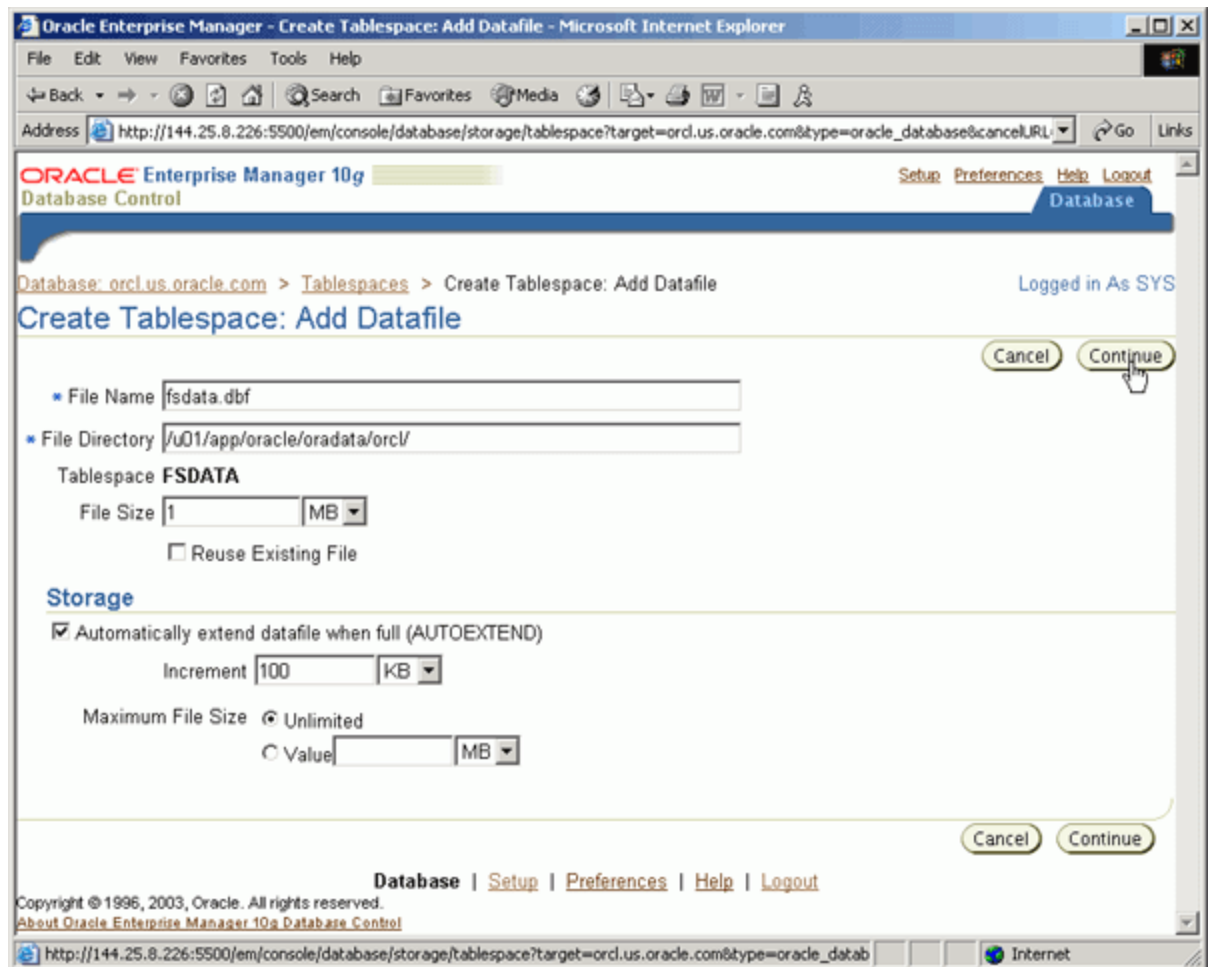 Oracle Enterprise Manager - Create Tablespace: Add Datafile - Microsoft Internet Explorer
File Edit View Favorites Tools Help
Back Search Favorites Media
Address http://144.25.8.226:5500/em/console/database/storage/tablespace?target=orcl.us.oracle.com&type=oracle_database&cancelURL Go Links
ORACLE Enterprise Manager 10g
Setup Preferences Help Logout
Database Control
Database
Database: orcl.us.oracle.com > Tablespaces > Create Tablespace: Add Datafile Logged in As SYS
Create Tablespace: Add Datafile
Cancel Continue
* File Name fsdata.dbf
* File Directory /u01/app/oracle/oradata/orcl/
Tablespace FSDATA
File Size 1 MB
Reuse Existing File
Storage
Automatically extend datafile when full (AUTOEXTEND)
Increment 100 KB
Maximum File Size Unlimited
Value MB
Cancel Continue
Database | Setup | Preferences | Help | Logout
Copyright © 1996, 2003, Oracle. All rights reserved.
About Oracle Enterprise Manager 10g Database Control
http://144.25.8.226:5500/em/console/database/storage/tablespace?target=orcl.us.oracle.com&type=oracle_datab Internet